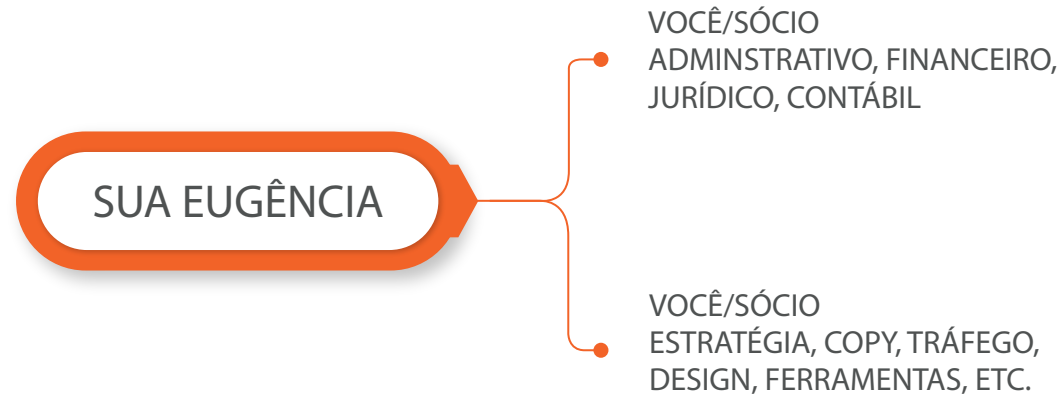 VOCÊ/SÓCIO
ADMINSTRATIVO, FINANCEIRO,
JURÍDICO, CONTÁBIL
SUA EUGÊNCIA
VOCÊ/SÓCIO
ESTRATÉGIA, COPY, TRÁFEGO,
DESIGN, FERRAMENTAS, ETC.